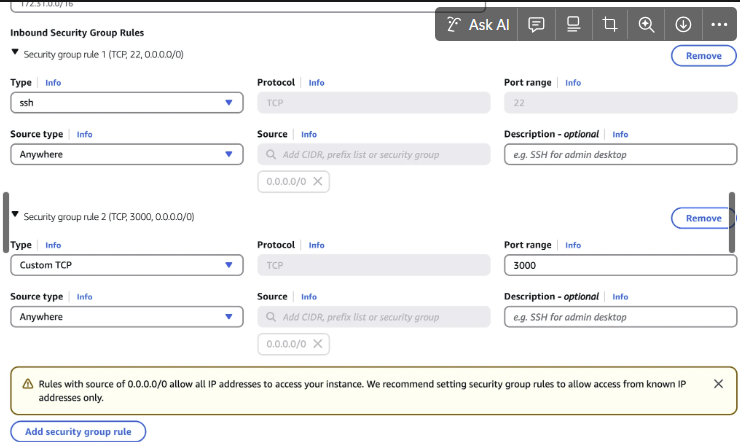 172.31.0.0/16
Ask AI
Inbound Security Group Rules
Security group rule 1 (TCP, 22, 0.0.0.0/0)
Remove
Type Info Protocol Info Port range Info
ssh TCP 22
Source type Info Source Info Description - optional Info
Anywhere Add CIDR, prefix list or security group e.g. SSH for admin desktop
0.0.0.0/0
Security group rule 2 (TCP, 3000, 0.0.0.0/0)
Remove
Type Info Protocol Info Port range Info
Custom TCP TCP 3000
Source type Info Source Info Description - optional Info
Anywhere Add CIDR, prefix list or security group e.g. SSH for admin desktop
0.0.0.0/0
Rules with source of 0.0.0.0/0 allow all IP addresses to access your instance. We recommend setting security group rules to allow access from known IP
addresses only.
Add security group rule